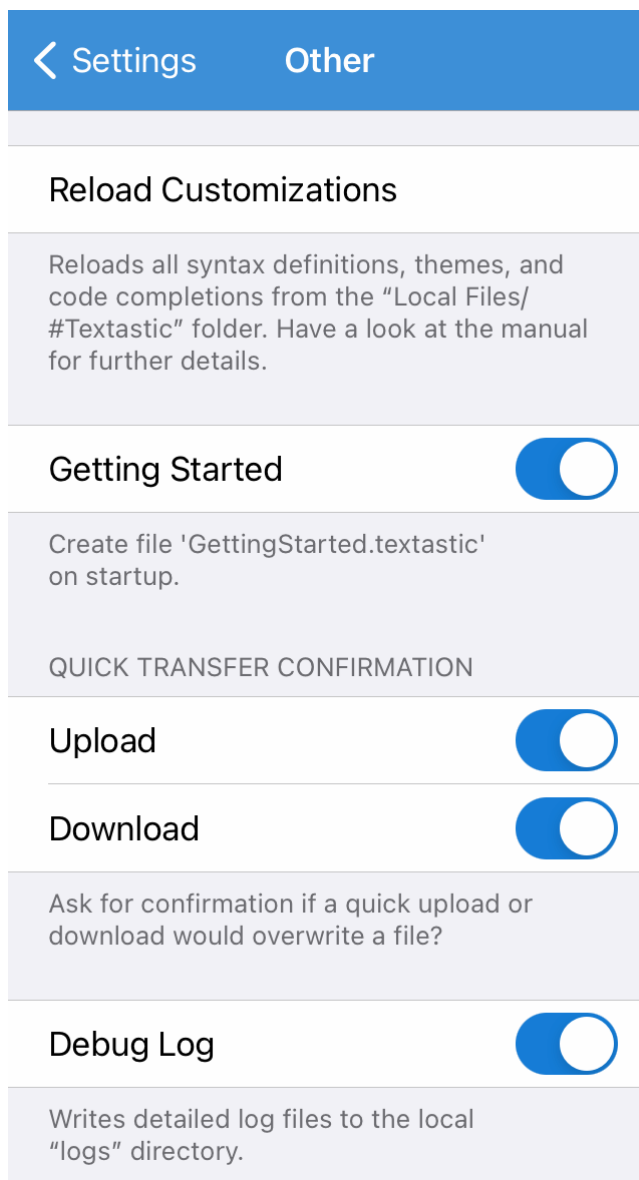 Settings Other
Reload Customizations
Reloads all syntax definitions, themes, and
code completions from the “Local Files/
#Textastic” folder. Have a look at the manual
for further details.
Getting Started
Create file 'GettingStarted.textastic'
on startup.
QUICK TRANSFER CONFIRMATION
Upload
Download
Ask for confirmation if a quick upload or
download would overwrite a file?
Debug Log
Writes detailed log files to the local
“logs” directory.